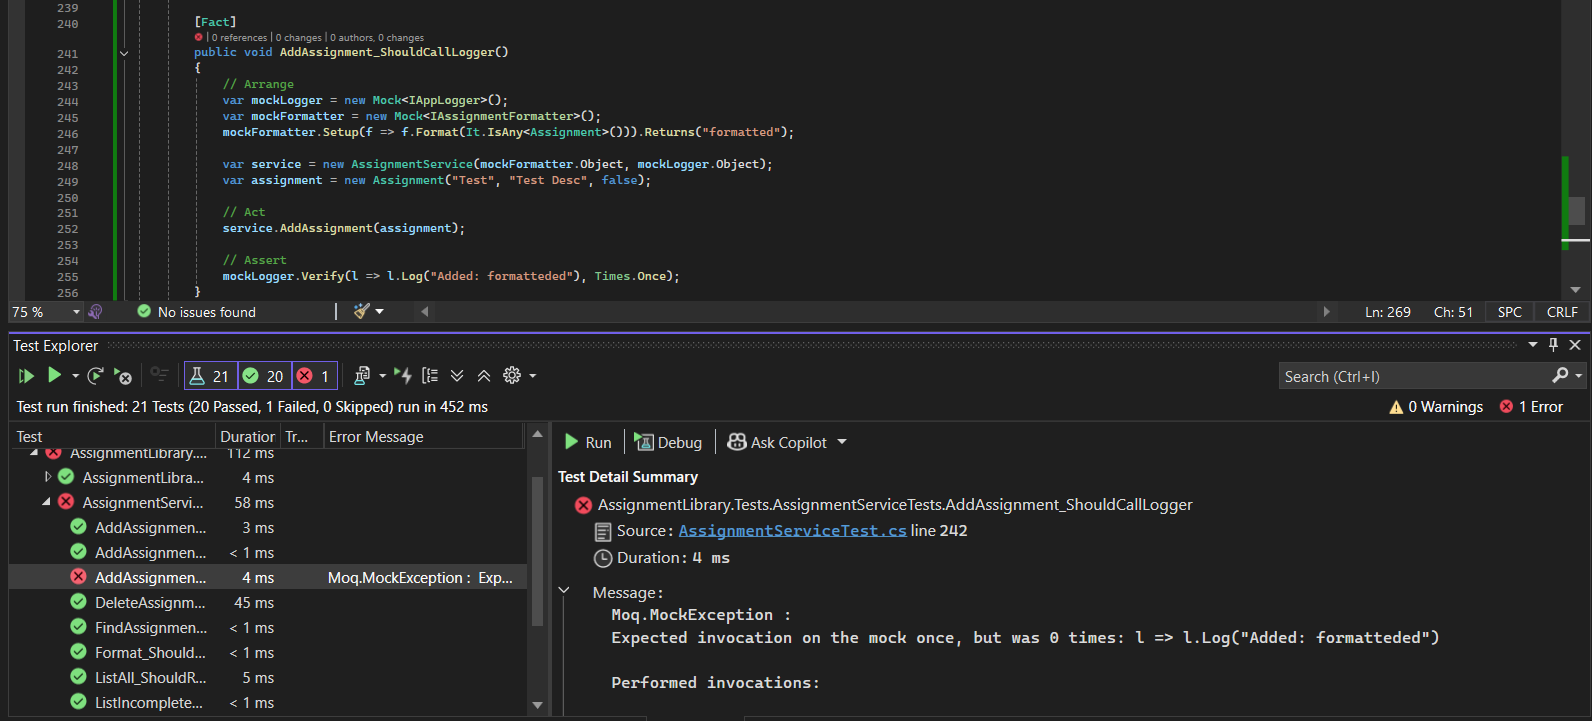 239
240 [Fact]
| 0 references | 0 changes | 0 authors, 0 changes
241 public void AddAssignment_ShouldCallLogger()
242 {
243 // Arrange
244 var mockLogger = new Mock<IAppLogger>();
245 var mockFormatter = new Mock<IAssignmentFormatter>();
246 mockFormatter.Setup(f => f.Format(It.IsAny<Assignment>())).Returns("formatted");
247
248 var service = new AssignmentService(mockFormatter.Object, mockLogger.Object);
249 var assignment = new Assignment("Test", "Test Desc", false);
250
251 // Act
252 service.AddAssignment(assignment);
253
254 // Assert
255 mockLogger.Verify(l => l.Log("Added: formatteded"), Times.Once);
256 }
75 % No issues found Ln: 269 Ch: 51 SPC CRLF
Test Explorer
21 20 1 Search (Ctrl+I)
Test run finished: 21 Tests (20 Passed, 1 Failed, 0 Skipped) run in 452 ms 0 Warnings 1 Error
Test Duration Tr... Error Message
AssignmentLibrary.... 112 ms
AssignmentLibra... 4 ms
AssignmentServi... 58 ms
AddAssignmen... 3 ms
AddAssignmen... < 1 ms
AddAssignmen... 4 ms Moq.MockException : Exp...
DeleteAssignm... 45 ms
FindAssignmen... < 1 ms
Format_Should... < 1 ms
ListAll_ShouldR... 5 ms
ListIncomplete... < 1 ms
Run Debug Ask Copilot
Test Detail Summary
AssignmentLibrary.Tests.AssignmentServiceTests.AddAssignment_ShouldCallLogger
Source: AssignmentServiceTest.cs line 242
Duration: 4 ms
Message:
Moq.MockException :
Expected invocation on the mock once, but was 0 times: l => l.Log("Added: formatteded")
Performed invocations: